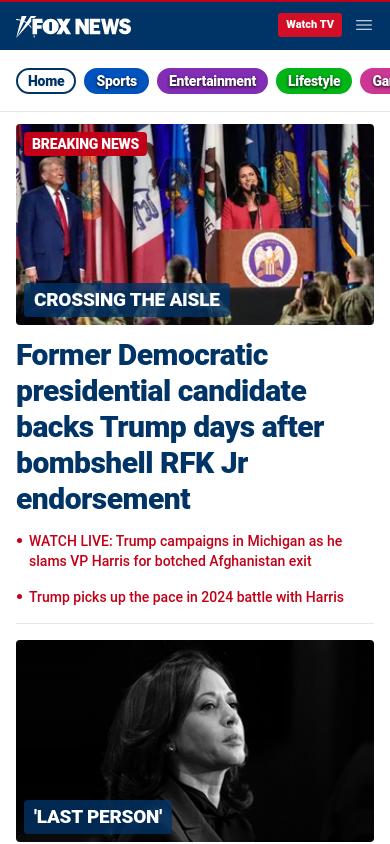 FOX NEWS
Watch TV
Home
Sports
Entertainment
Lifestyle
Ga
BREAKING NEWS
CROSSING THE AISLE
Former Democratic
presidential candidate
backs Trump days after
bombshell RFK Jr
endorsement
• WATCH LIVE: Trump campaigns in Michigan as he
slams VP Harris for botched Afghanistan exit
• Trump picks up the pace in 2024 battle with Harris
'LAST PERSON'